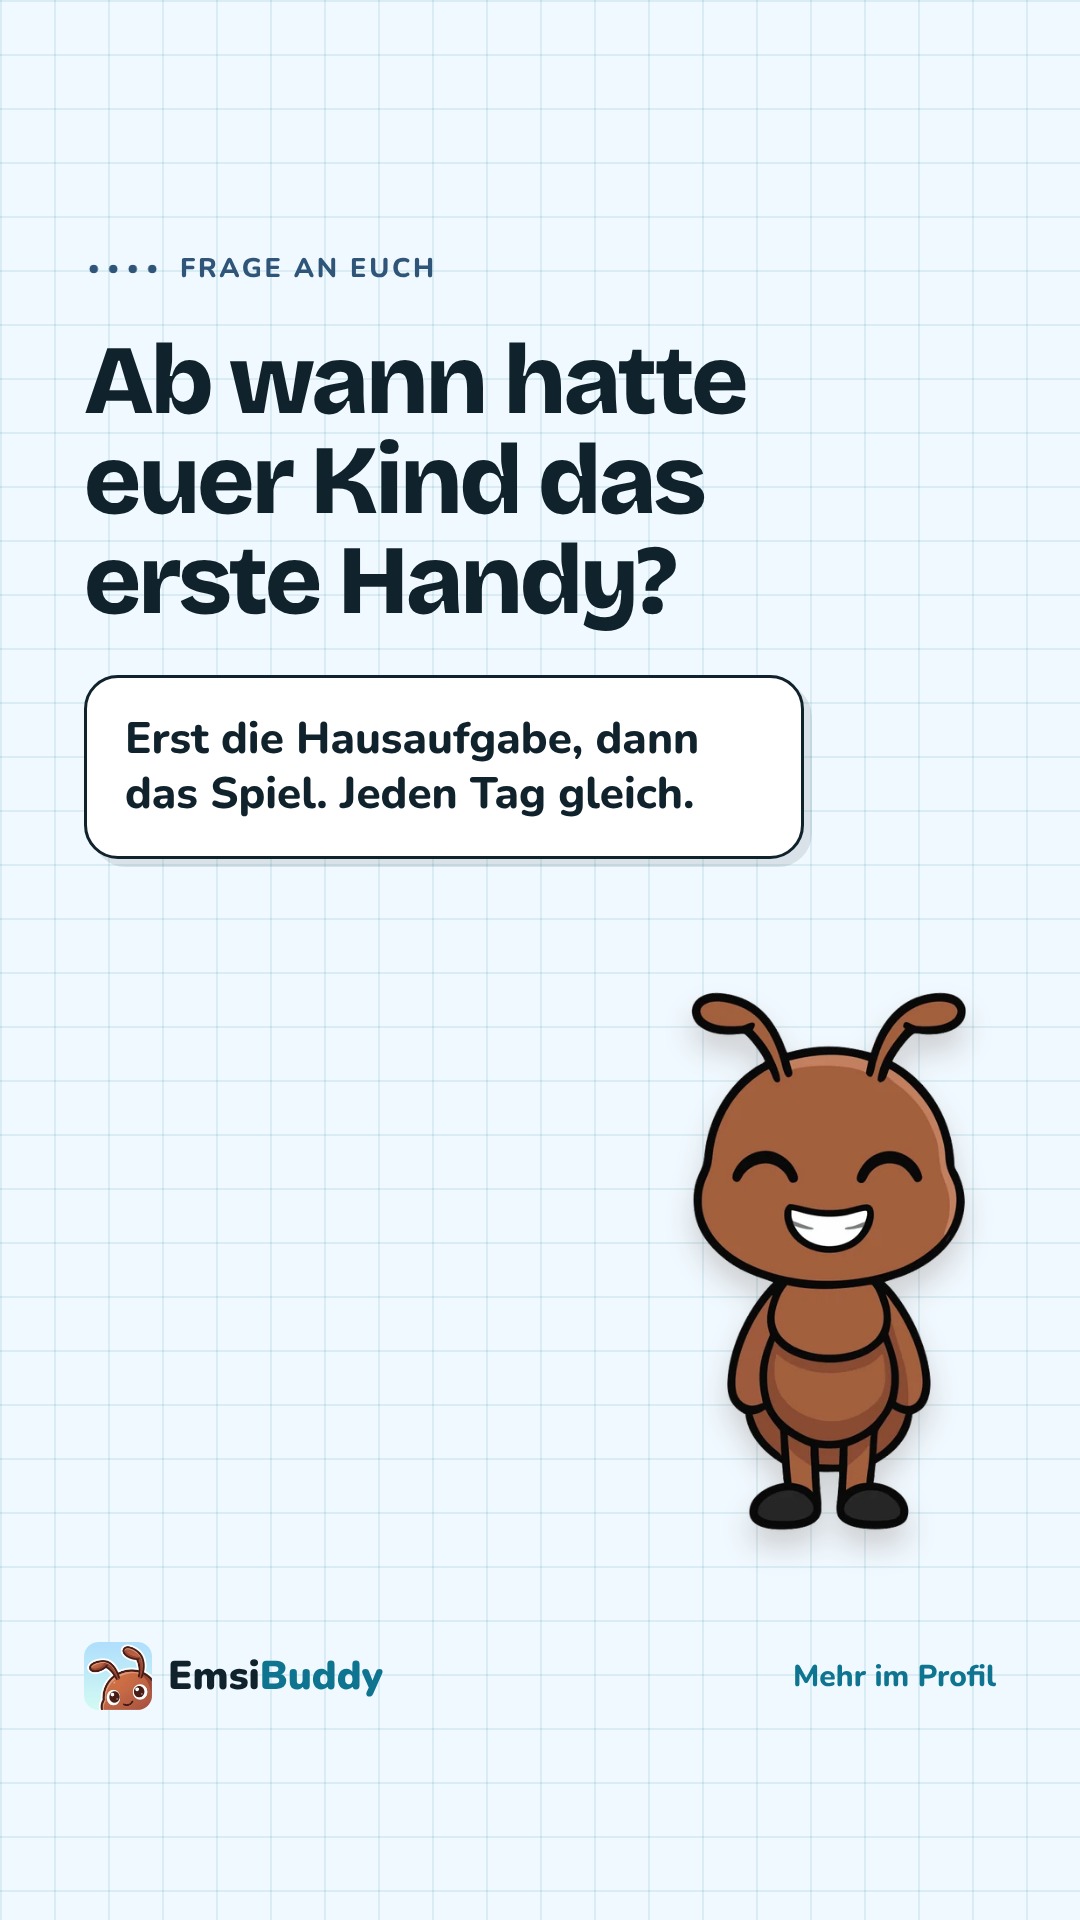 FRAGE AN EUCH
Ab wann hatte
euer Kind das
erste Handy?
Erst die Hausaufgabe, dann
das Spiel. Jeden Tag gleich.
EmsiBuddy
Mehr im Profil